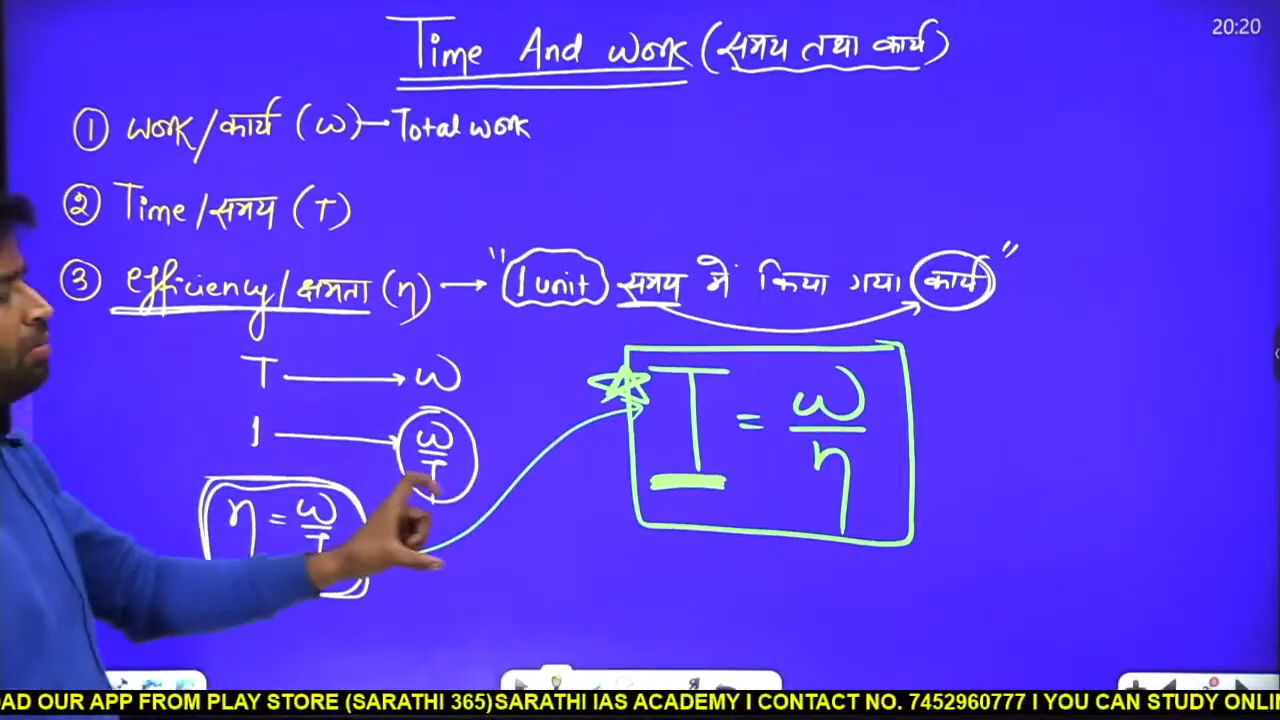 Time And Work (समय तथा कार्य)
20:20
① Work/कार्य (W) → Total work
② Time/समय (T)
③ efficiency/क्षमता (η) → "1 unit समय में किया गया कार्य"
T → W
1 → W/T
η = W/T
T = W/η
AD OUR APP FROM PLAY STORE (SARATHI 365)SARATHI IAS ACADEMY I CONTACT NO. 7452960777 I YOU CAN STUDY ONLI